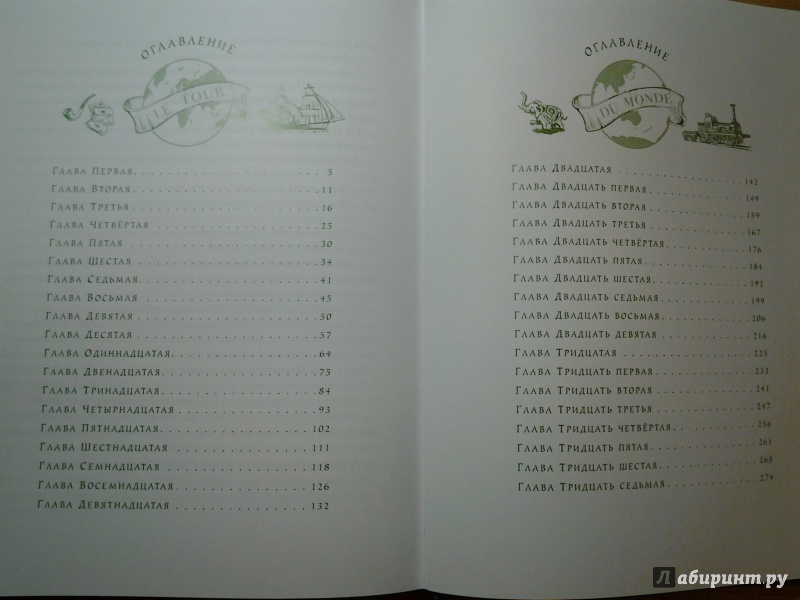 ОГЛАВЛЕНИЕ
LE TOUR
ГЛАВА ПЕРВАЯ. . . . . . . . . . . . . . . . . . . 5
ГЛАВА ВТОРАЯ . . . . . . . . . . . . . . . . . . . 11
ГЛАВА ТРЕТЬЯ . . . . . . . . . . . . . . . . . . . 16
ГЛАВА ЧЕТВЁРТАЯ . . . . . . . . . . . . . . . . . 25
ГЛАВА ПЯТАЯ . . . . . . . . . . . . . . . . . . . 30
ГЛАВА ШЕСТАЯ . . . . . . . . . . . . . . . . . . . 34
ГЛАВА СЕДЬМАЯ. . . . . . . . . . . . . . . . . . . 41
ГЛАВА ВОСЬМАЯ . . . . . . . . . . . . . . . . . . 45
ГЛАВА ДЕВЯТАЯ . . . . . . . . . . . . . . . . . . 50
ГЛАВА ДЕСЯТАЯ . . . . . . . . . . . . . . . . . . 57
ГЛАВА ОДИННАДЦАТАЯ. . . . . . . . . . . . . . . 64
ГЛАВА ДВЕНАДЦАТАЯ. . . . . . . . . . . . . . . . 75
ГЛАВА ТРИНАДЦАТАЯ . . . . . . . . . . . . . . . 84
ГЛАВА ЧЕТЫРНАДЦАТАЯ . . . . . . . . . . . . . . 93
ГЛАВА ПЯТНАДЦАТАЯ . . . . . . . . . . . . . . . 102
ГЛАВА ШЕСТНАДЦАТАЯ . . . . . . . . . . . . . . 111
ГЛАВА СЕМНАДЦАТАЯ . . . . . . . . . . . . . . . 118
ГЛАВА ВОСЕМНАДЦАТАЯ . . . . . . . . . . . . . . 126
ГЛАВА ДЕВЯТНАДЦАТАЯ . . . . . . . . . . . . . . 132
ОГЛАВЛЕНИЕ
DU MONDE
ГЛАВА ДВАДЦАТАЯ . . . . . . . . . . . . . . . . 142
ГЛАВА ДВАДЦАТЬ ПЕРВАЯ . . . . . . . . . . . . 149
ГЛАВА ДВАДЦАТЬ ВТОРАЯ . . . . . . . . . . . . 159
ГЛАВА ДВАДЦАТЬ ТРЕТЬЯ . . . . . . . . . . . . 167
ГЛАВА ДВАДЦАТЬ ЧЕТВЁРТАЯ . . . . . . . . . . 176
ГЛАВА ДВАДЦАТЬ ПЯТАЯ . . . . . . . . . . . . . 184
ГЛАВА ДВАДЦАТЬ ШЕСТАЯ. . . . . . . . . . . . . 192
ГЛАВА ДВАДЦАТЬ СЕДЬМАЯ . . . . . . . . . . . 199
ГЛАВА ДВАДЦАТЬ ВОСЬМАЯ . . . . . . . . . . . 206
ГЛАВА ДВАДЦАТЬ ДЕВЯТАЯ . . . . . . . . . . . 216
ГЛАВА ТРИДЦАТАЯ . . . . . . . . . . . . . . . . 225
ГЛАВА ТРИДЦАТЬ ПЕРВАЯ . . . . . . . . . . . . 233
ГЛАВА ТРИДЦАТЬ ВТОРАЯ . . . . . . . . . . . . 241
ГЛАВА ТРИДЦАТЬ ТРЕТЬЯ . . . . . . . . . . . . 247
ГЛАВА ТРИДЦАТЬ ЧЕТВЁРТАЯ. . . . . . . . . . . 256
ГЛАВА ТРИДЦАТЬ ПЯТАЯ . . . . . . . . . . . . . 261
ГЛАВА ТРИДЦАТЬ ШЕСТАЯ. . . . . . . . . . . . . 268
ГЛАВА ТРИДЦАТЬ СЕДЬМАЯ . . . . . . . . . . . 274
Лабиринт.ру